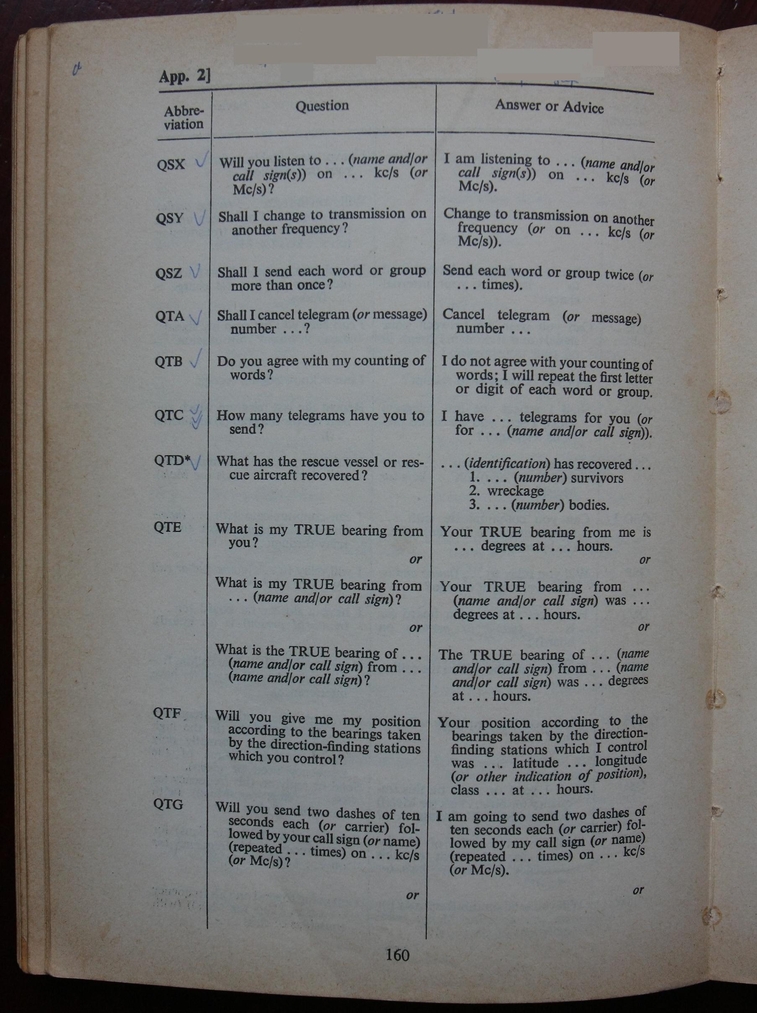 App. 2]
Abbre-
viation
Question
Answer or Advice
QSX
Will you listen to . . . (name and/or
call sign(s)) on . . . kc/s (or
Mc/s)?
I am listening to . . . (name and/or
call sign(s)) on . . . kc/s (or
Mc/s).
QSY
Shall I change to transmission on
another frequency?
Change to transmission on another
frequency (or on . . . kc/s (or
Mc/s)).
QSZ
Shall I send each word or group
more than once?
Send each word or group twice (or
. . . times).
QTA
Shall I cancel telegram (or message)
number . . .?
Cancel telegram (or message)
number . . .
QTB
Do you agree with my counting of
words?
I do not agree with your counting of
words; I will repeat the first letter
or digit of each word or group.
QTC
How many telegrams have you to
send?
I have . . . telegrams for you (or
for . . . (name and/or call sign)).
QTD*
What has the rescue vessel or res-
cue aircraft recovered?
. . . (identification) has recovered . . .
1. . . . (number) survivors
2. wreckage
3. . . . (number) bodies.
QTE
What is my TRUE bearing from
you?
or
Your TRUE bearing from me is
. . . degrees at . . . hours.
or
What is my TRUE bearing from
. . . (name and/or call sign)?
or
Your TRUE bearing from . . .
(name and/or call sign) was . . .
degrees at . . . hours.
or
What is the TRUE bearing of . . .
(name and/or call sign) from . . .
(name and/or call sign)?
The TRUE bearing of . . . (name
and/or call sign) from . . . (name
and/or call sign) was . . . degrees
at . . . hours.
QTF
Will you give me my position
according to the bearings taken
by the direction-finding stations
which you control?
Your position according to the
bearings taken by the direction-
finding stations which I control
was . . . latitude . . . longitude
(or other indication of position),
class . . . at . . . hours.
QTG
Will you send two dashes of ten
seconds each (or carrier) fol-
lowed by your call sign (or name)
(repeated . . . times) on . . . kc/s
(or Mc/s)?
or
I am going to send two dashes of
ten seconds each (or carrier) fol-
lowed by my call sign (or name)
(repeated . . . times) on . . . kc/s
(or Mc/s).
or
160